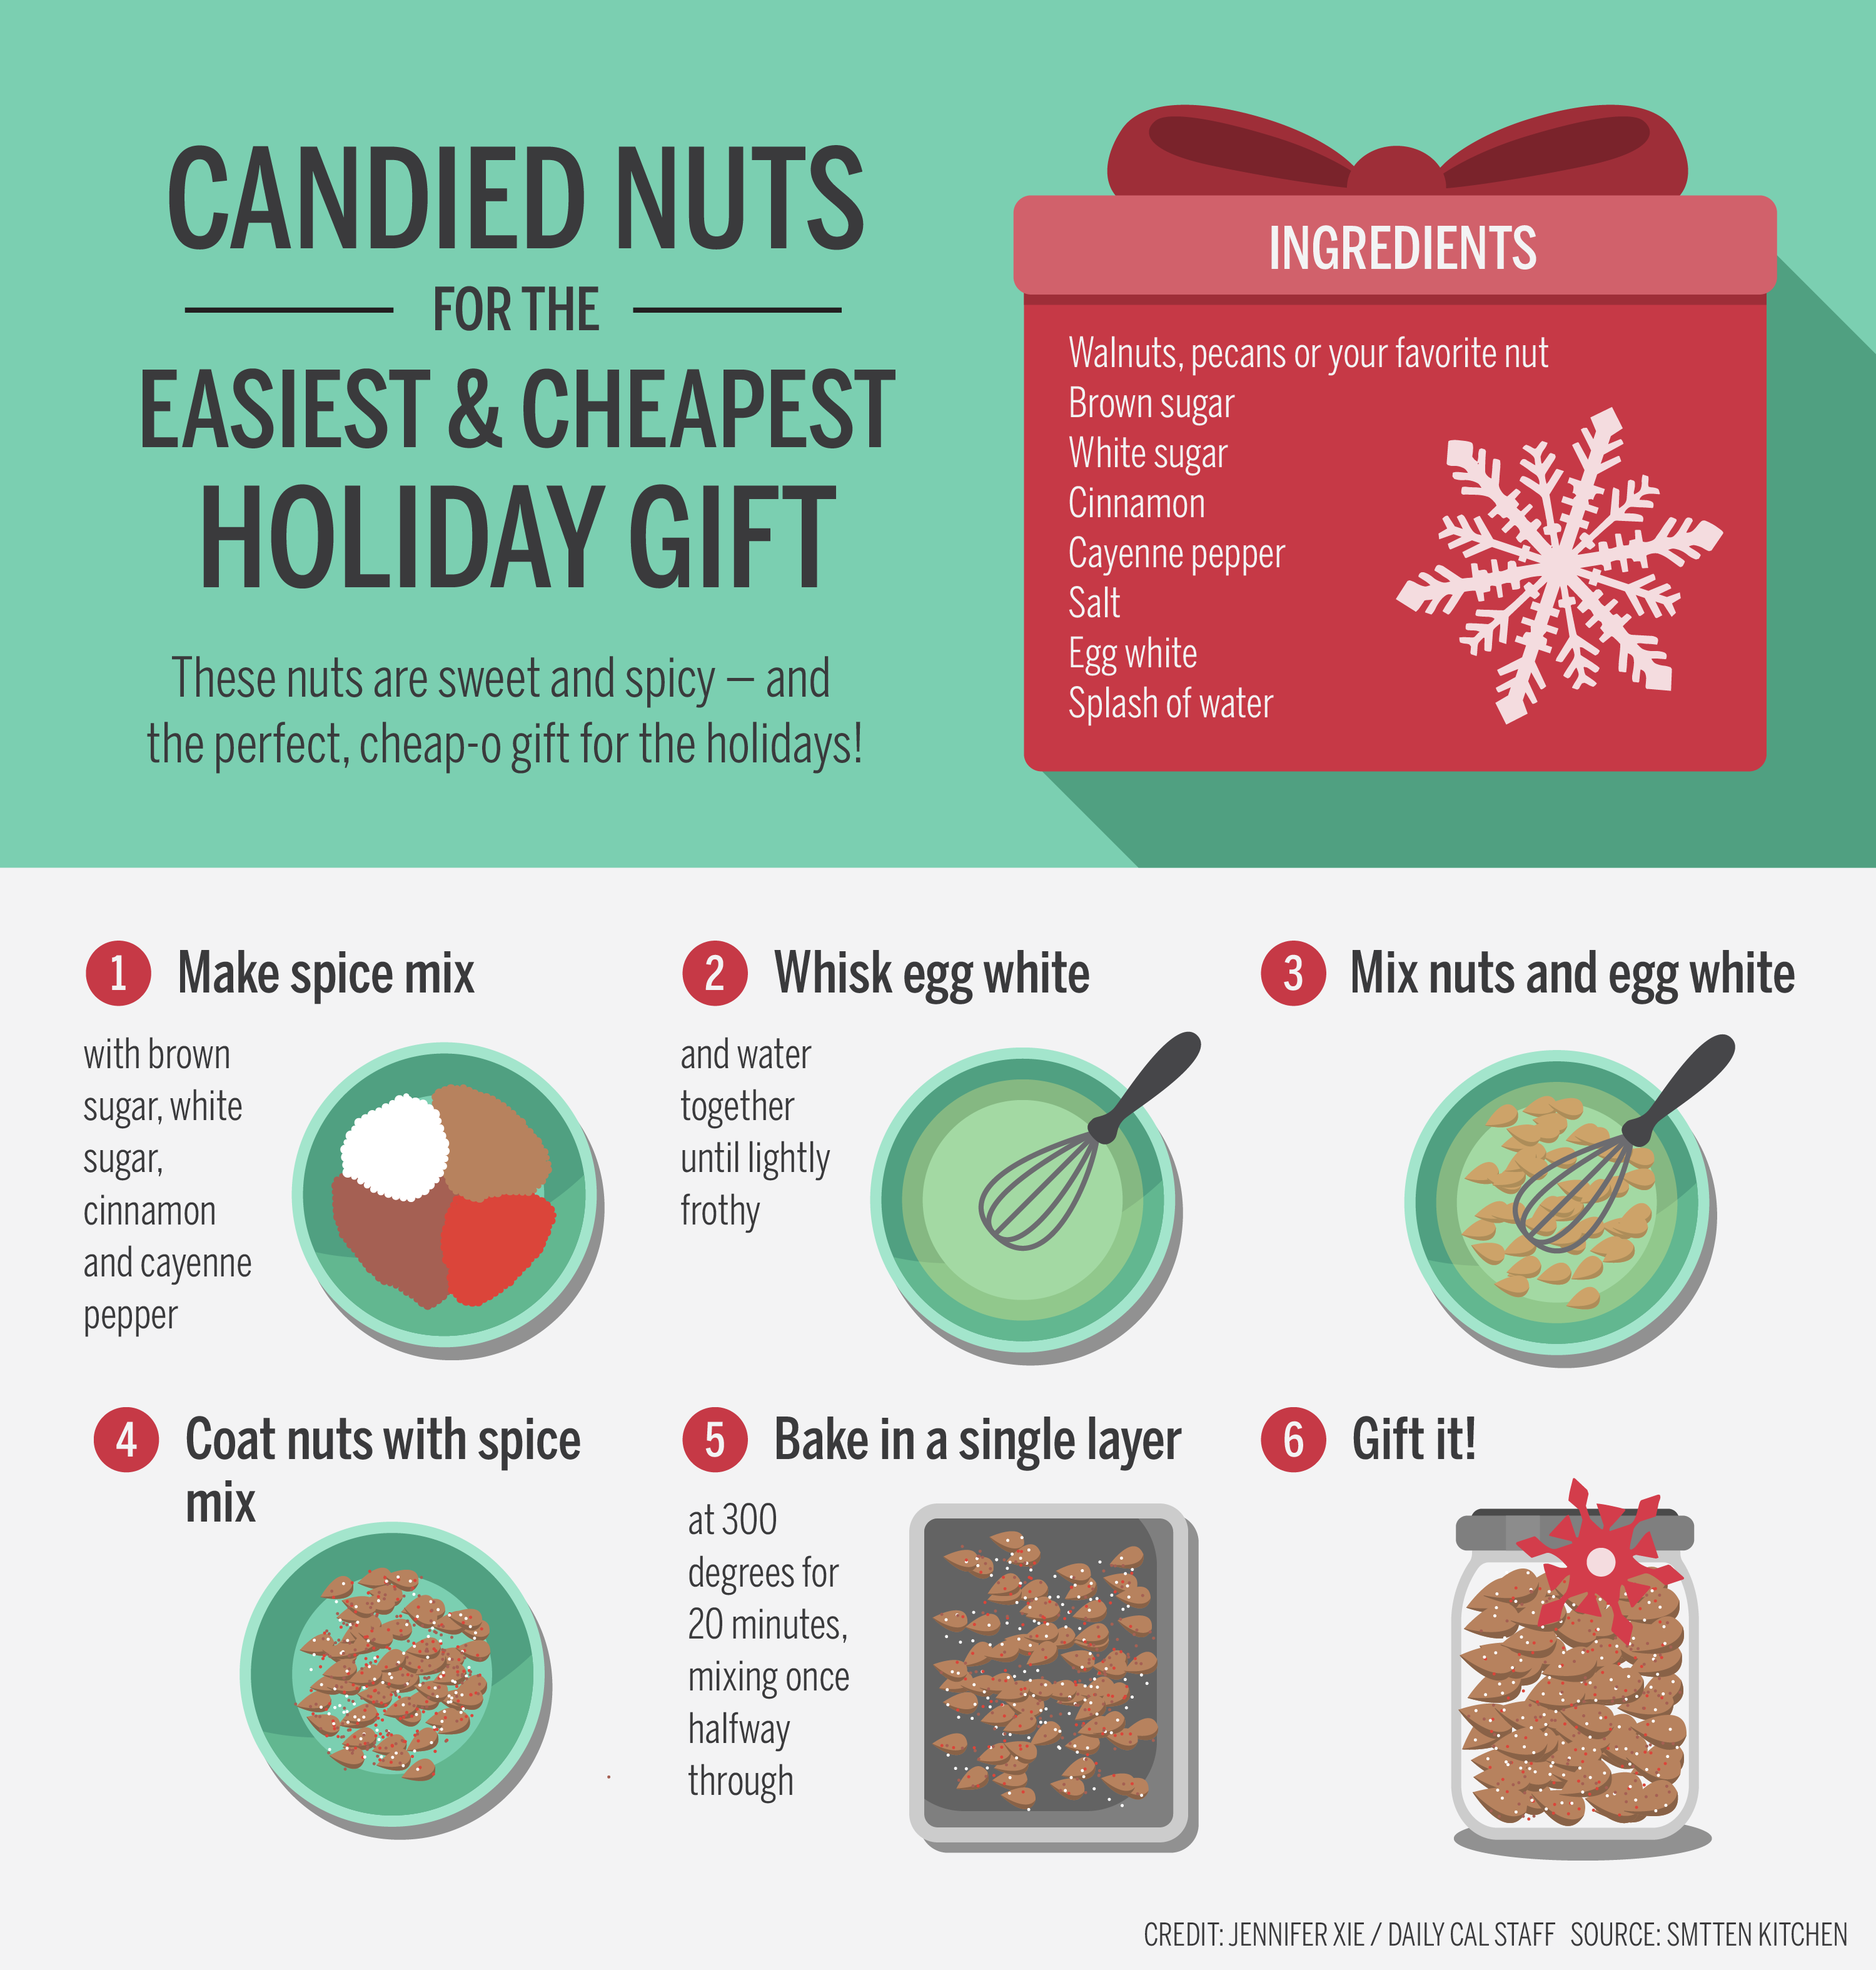 CANDIED NUTS
FOR THE
EASIEST & CHEAPEST
HOLIDAY GIFT
These nuts are sweet and spicy – and
the perfect, cheap-o gift for the holidays!
INGREDIENTS
Walnuts, pecans or your favorite nut
Brown sugar
White sugar
Cinnamon
Cayenne pepper
Salt
Egg white
Splash of water
1 Make spice mix
with brown
sugar, white
sugar,
cinnamon
and cayenne
pepper
2 Whisk egg white
and water
together
until lightly
frothy
3 Mix nuts and egg white
4 Coat nuts with spice
mix
5 Bake in a single layer
at 300
degrees for
20 minutes,
mixing once
halfway
through
6 Gift it!
CREDIT: JENNIFER XIE / DAILY CAL STAFF SOURCE: SMTTEN KITCHEN